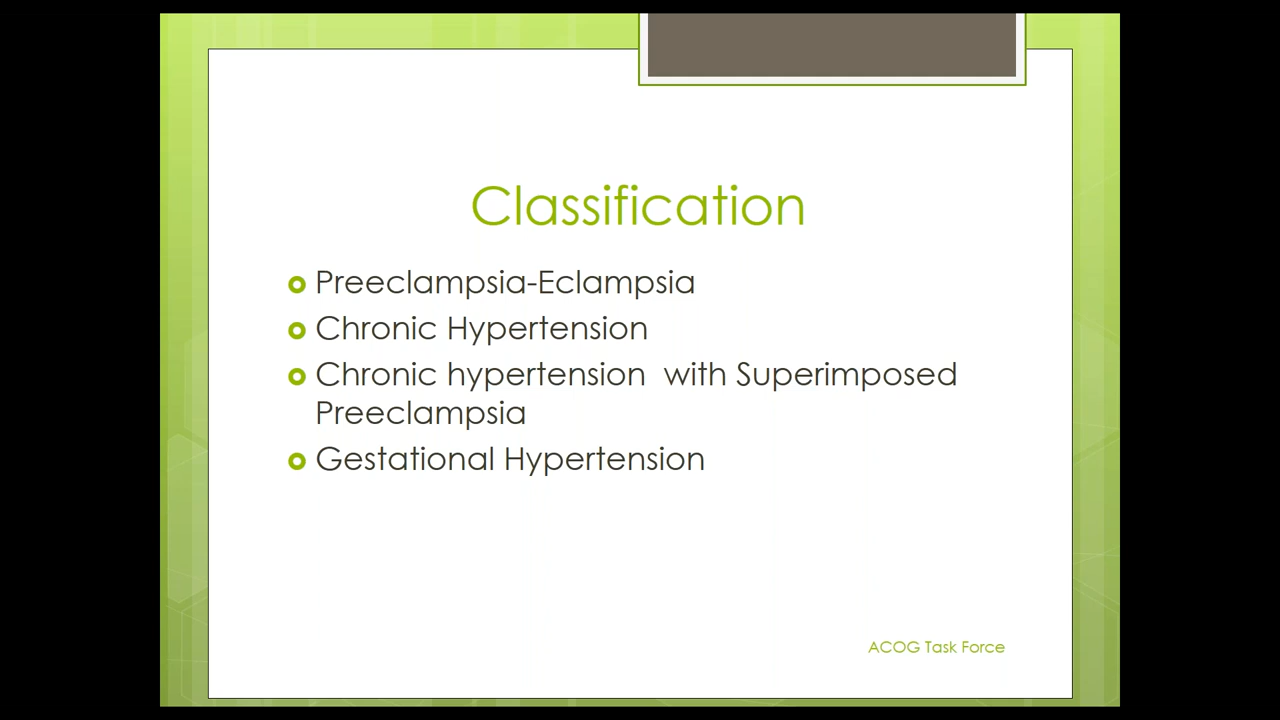 Classification
Preeclampsia-Eclampsia
Chronic Hypertension
Chronic hypertension  with Superimposed
Preeclampsia
Gestational Hypertension
ACOG Task Force